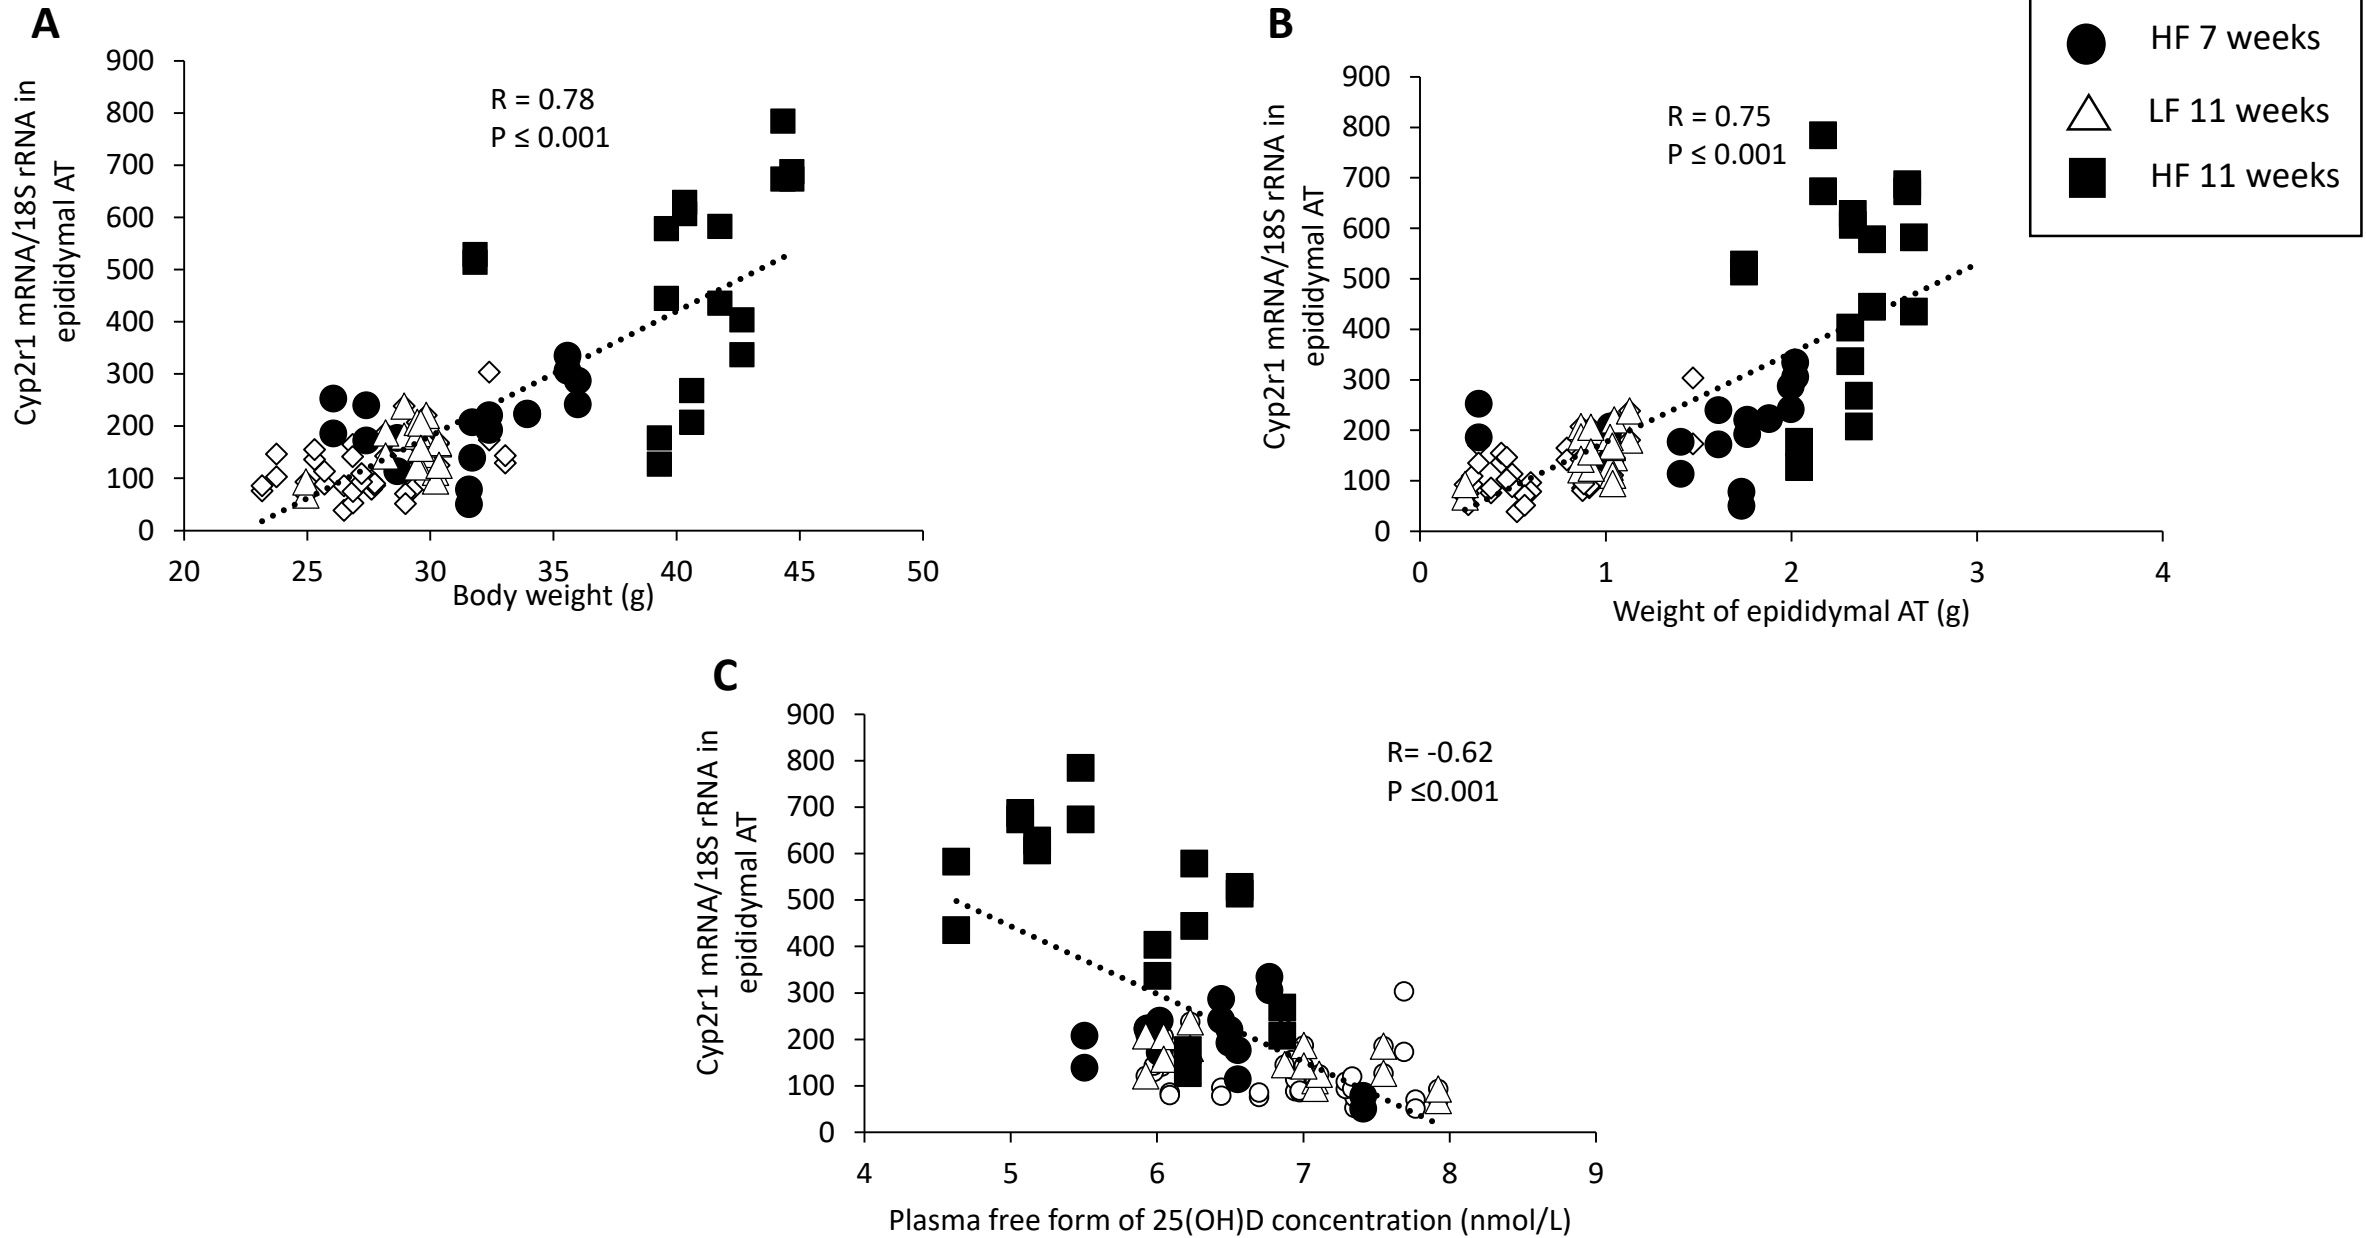 A
Cyp2r1 mRNA/18S rRNA in
epididymal AT
900
800
700
600
500
400
300
200
100
0
R = 0.78
P ≤ 0.001
20 25 30 35 40 45 50
Body weight (g)
B
Cyp2r1 mRNA/18S rRNA in
epididymal AT
900
800
700
600
500
400
300
200
100
0
R = 0.75
P ≤ 0.001
0 1 2 3 4
Weight of epididymal AT (g)
HF 7 weeks
LF 11 weeks
HF 11 weeks
C
Cyp2r1 mRNA/18S rRNA in
epididymal AT
900
800
700
600
500
400
300
200
100
0
R= -0.62
P ≤0.001
4 5 6 7 8 9
Plasma free form of 25(OH)D concentration (nmol/L)